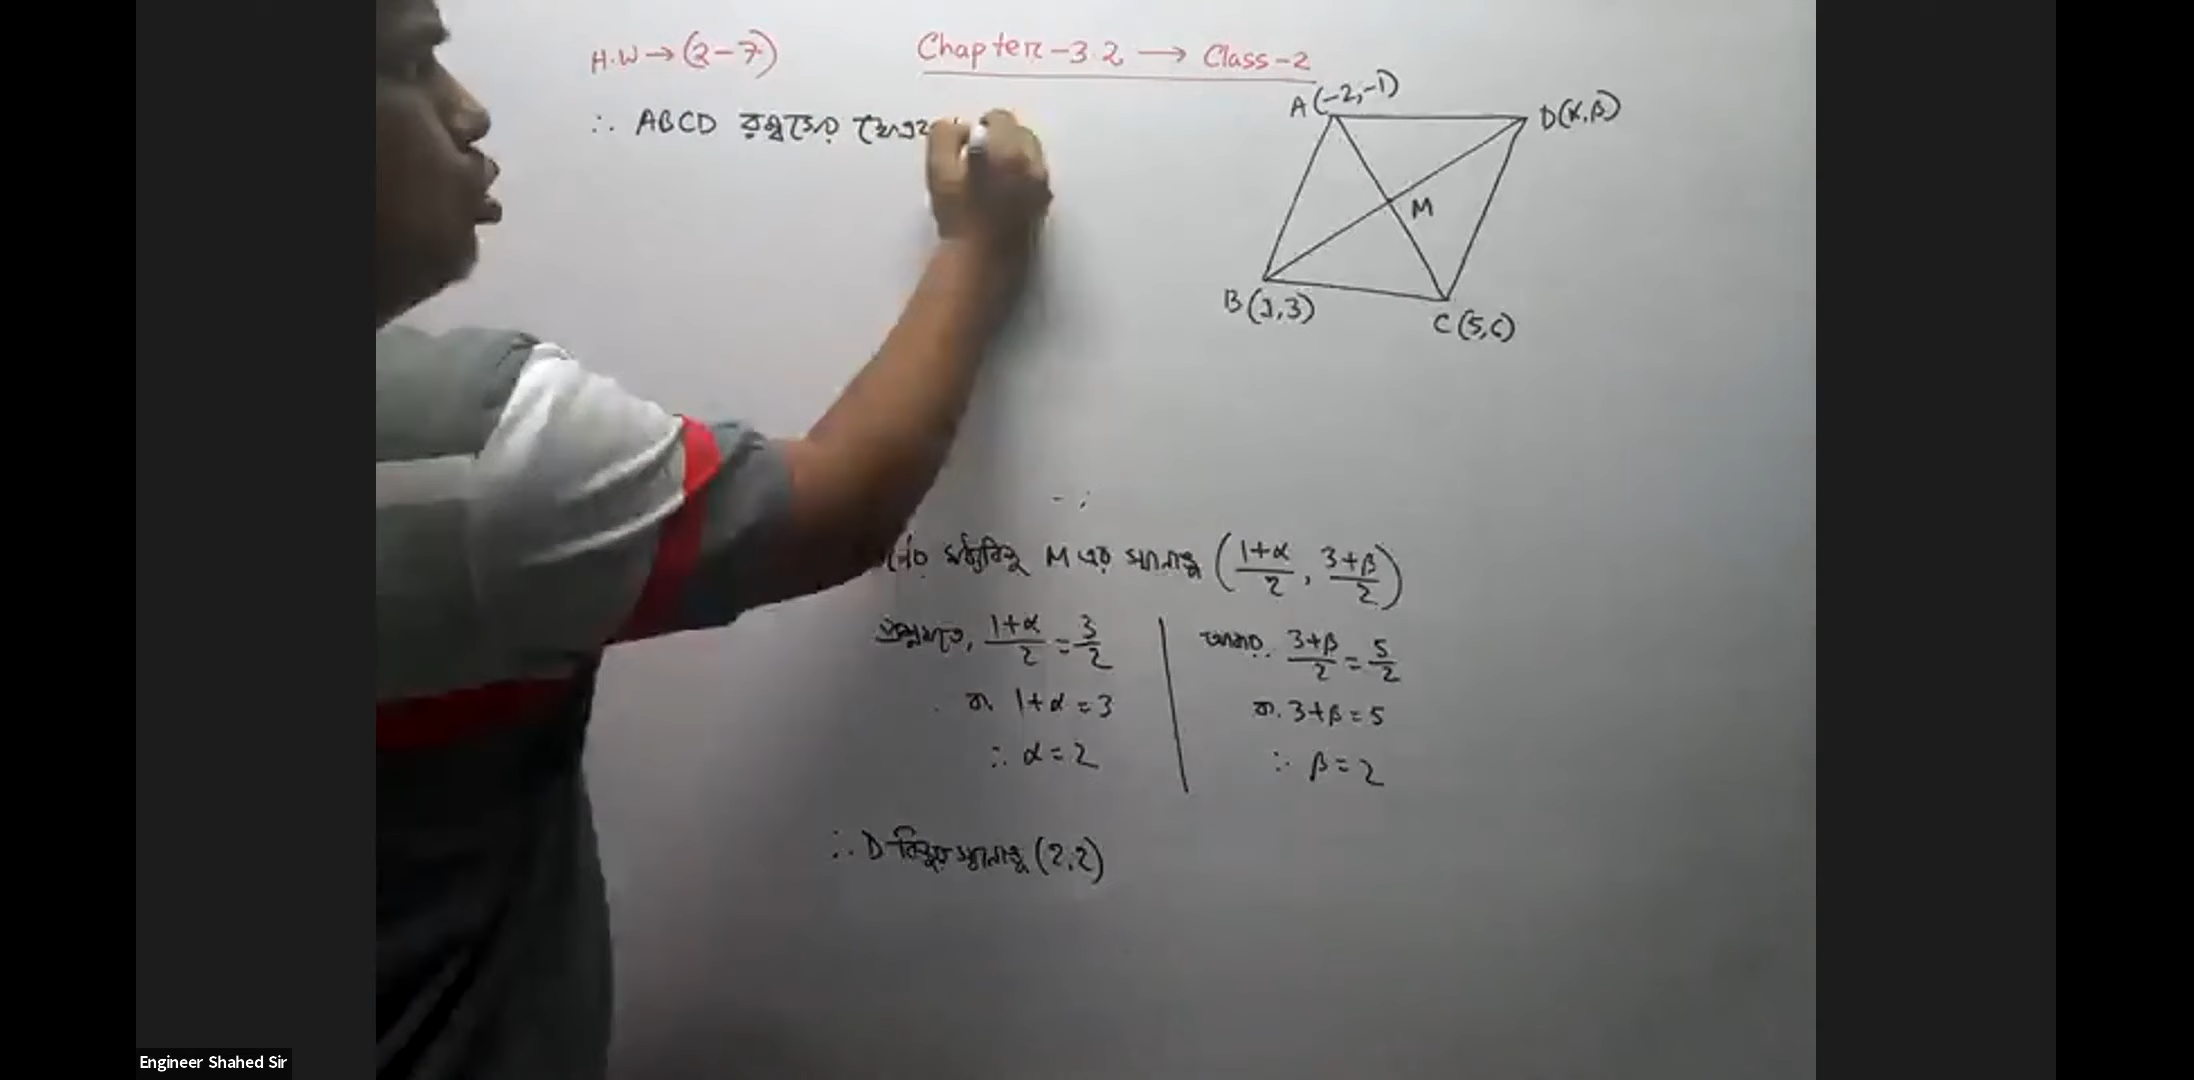 H.W → (2-7)
Chapter-3.2 → Class-2
∴ ABCD রম্বসের ক্ষেত্র
A(-2,-1)
D(α,β)
M
B(1,3)
C(5,6)
মধ্যবিন্দু M এর স্থানাঙ্ক (1+α/2, 3+β/2)
প্রশ্নমতে, 1+α/2 = 3/2
বা, 1+α = 3
∴ α = 2
আবার, 3+β/2 = 5/2
বা, 3+β = 5
∴ β = 2
∴ D বিন্দুর স্থানাঙ্ক (2,2)
Engineer Shahed Sir